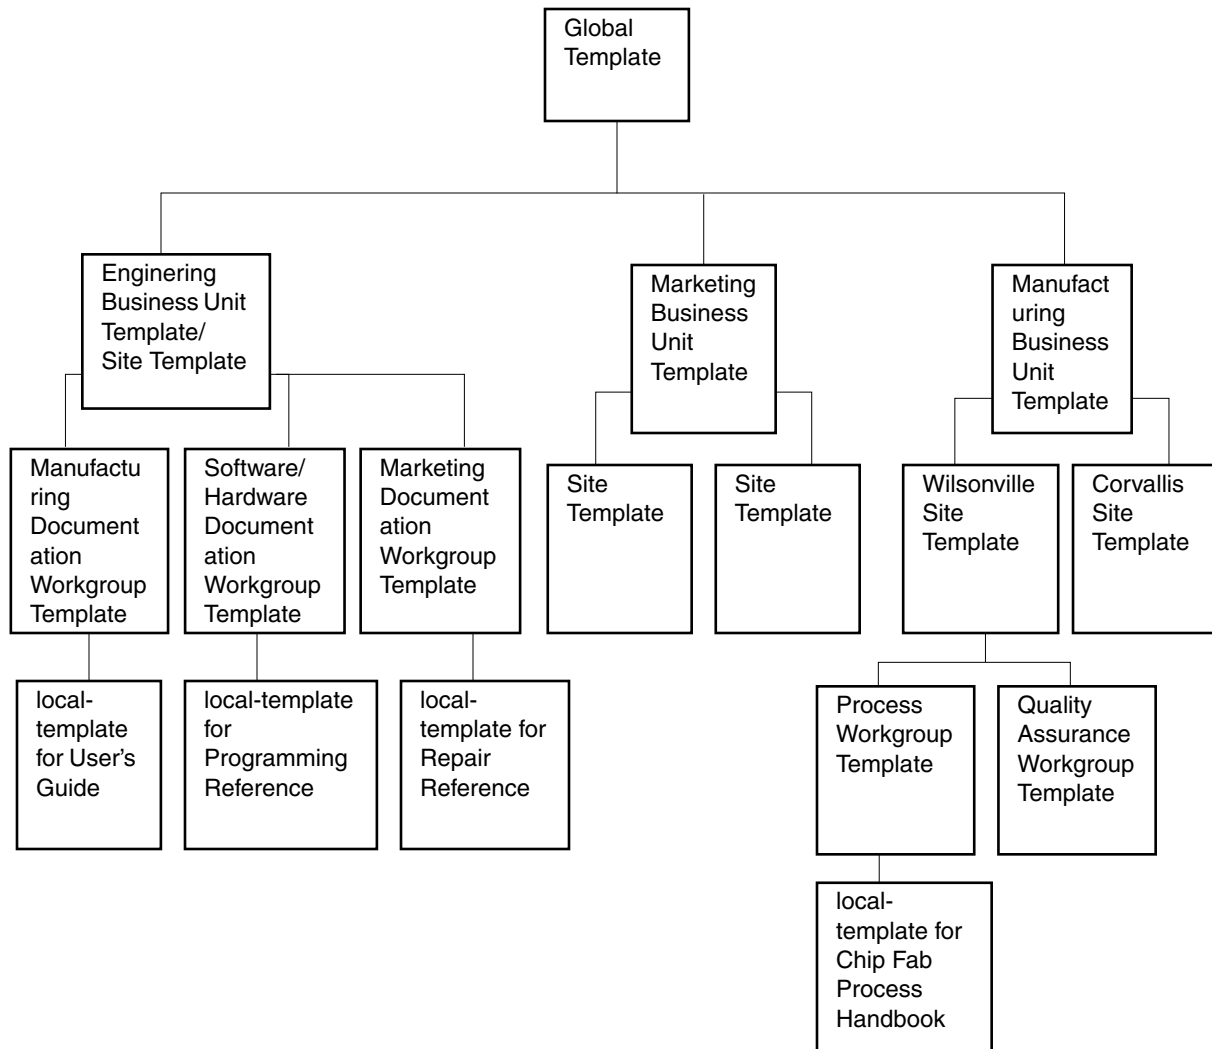 Global
Template
Enginering
Business Unit
Template/
Site Template
Marketing
Business
Unit
Template
Manufact
uring
Business
Unit
Template
Manufactu
ring
Document
ation
Workgroup
Template
Software/
Hardware
Document
ation
Workgroup
Template
Marketing
Document
ation
Workgroup
Template
Site
Template
Site
Template
Wilsonville
Site
Template
Corvallis
Site
Template
local-
template
for User’s
Guide
local-template
for
Programming
Reference
local-
template for
Repair
Reference
Process
Workgroup
Template
Quality
Assurance
Workgroup
Template
local-
template for
Chip Fab
Process
Handbook